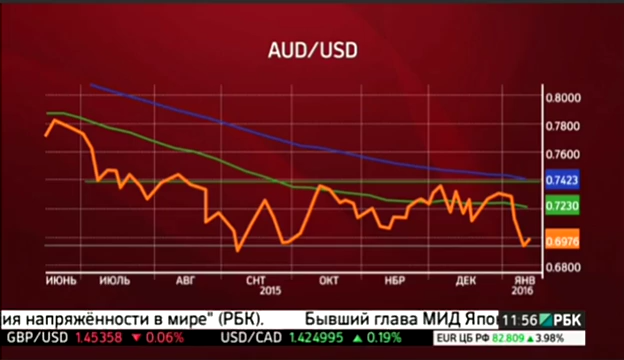 AUD/USD
0.8000
0.7800
0.7600
0.7423
0.7230
0.6976
0.6800
ИЮНЬ ИЮЛЬ АВГ СНТ ОКТ НБР ДЕК ЯНВ
2015 2016
ия напряжённости в мире" (РБК). Бывший глава МИД Япо 11:56 РБК
GBP/USD 1.45358 ▼ 0.06% USD/CAD 1.424995 ▲ 0.19% EUR ЦБ РФ 82.809 ▲ 3.98%